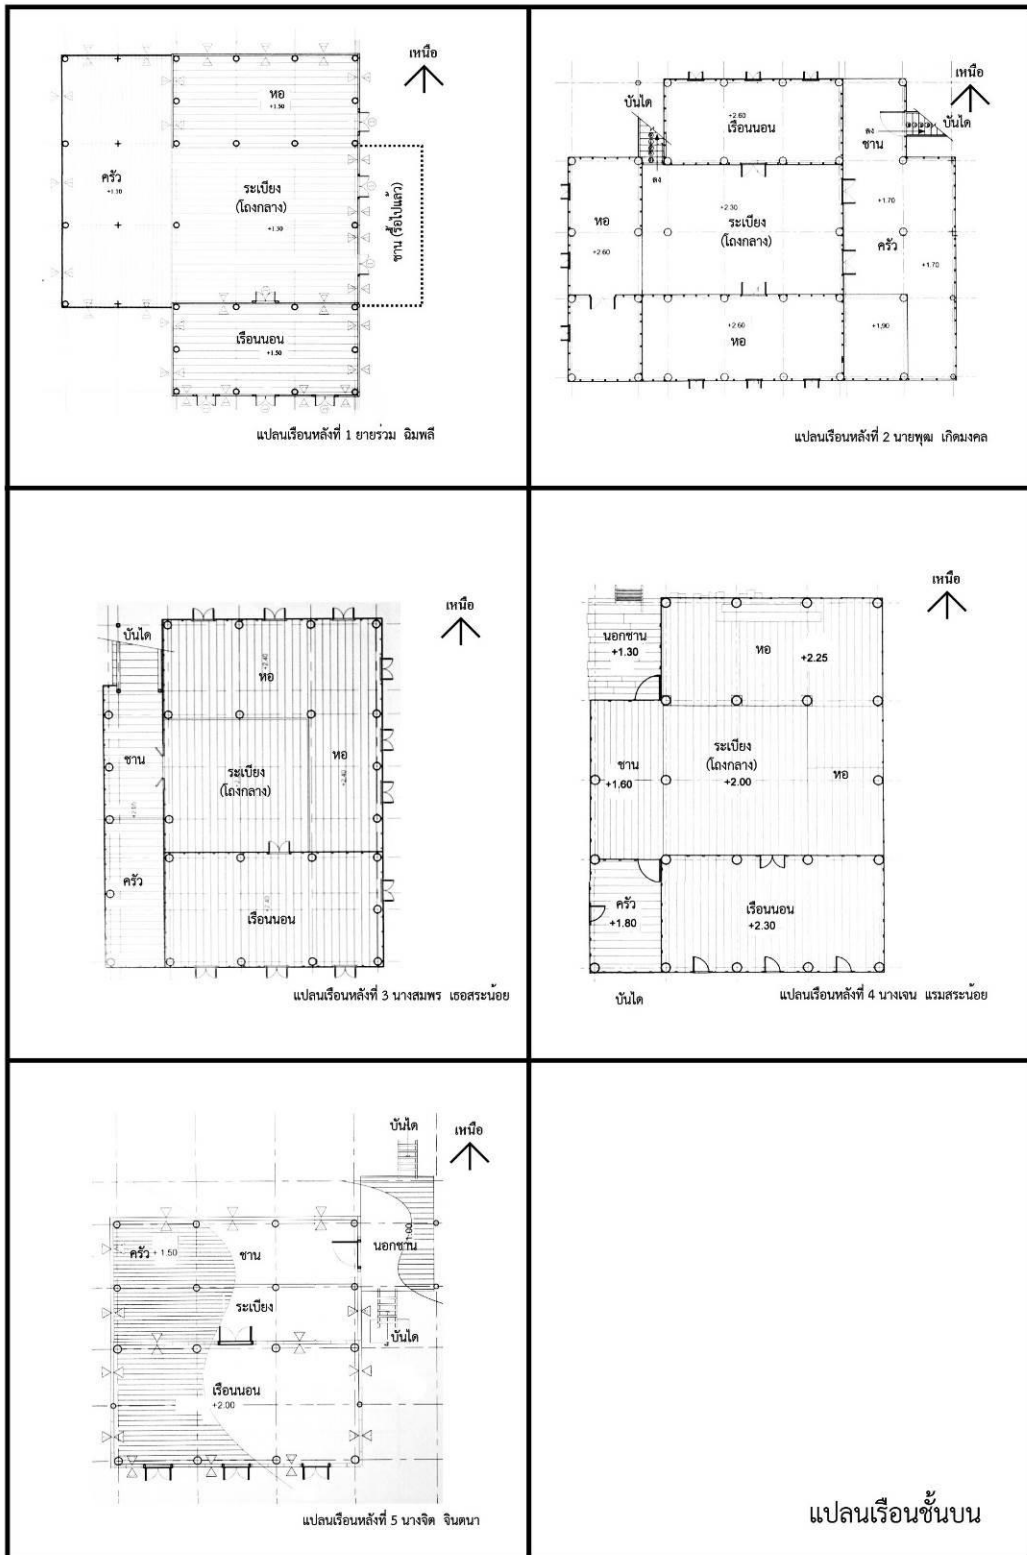 เหนือ
หอ
+1.50
ครัว
+1.10
ระเบียง
(โถงกลาง)
+1.30
ชาน (รื้อไปแล้ว)
เรือนนอน
+1.50
แปลนเรือนหลังที่ 1 ยายร่วม ฉิมพลี
เหนือ
บันได
+2.60
เรือนนอน
บันได
ลง
ชาน
ลง
หอ
+2.60
+2.30
ระเบียง
(โถงกลาง)
+1.70
ครัว
+1.70
+2.60
หอ
+1.90
แปลนเรือนหลังที่ 2 นายพุฒ เกิดมงคล
เหนือ
บันได
+2.40
หอ
ชาน
ระเบียง
(โถงกลาง)
หอ
+2.40
ครัว
+2.40
เรือนนอน
แปลนเรือนหลังที่ 3 นางสมพร เธอสระน้อย
เหนือ
นอกชาน
+1.30
หอ
+2.25
ชาน
+1.60
ระเบียง
(โถงกลาง)
+2.00
หอ
ครัว
+1.80
เรือนนอน
+2.30
บันได
แปลนเรือนหลังที่ 4 นางเจน แรมสระน้อย
บันได
เหนือ
ครัว + 1.50
ชาน
นอกชาน
ระเบียง
บันได
เรือนนอน
+2.00
แปลนเรือนหลังที่ 5 นางจิต จินตนา
แปลนเรือนชั้นบน